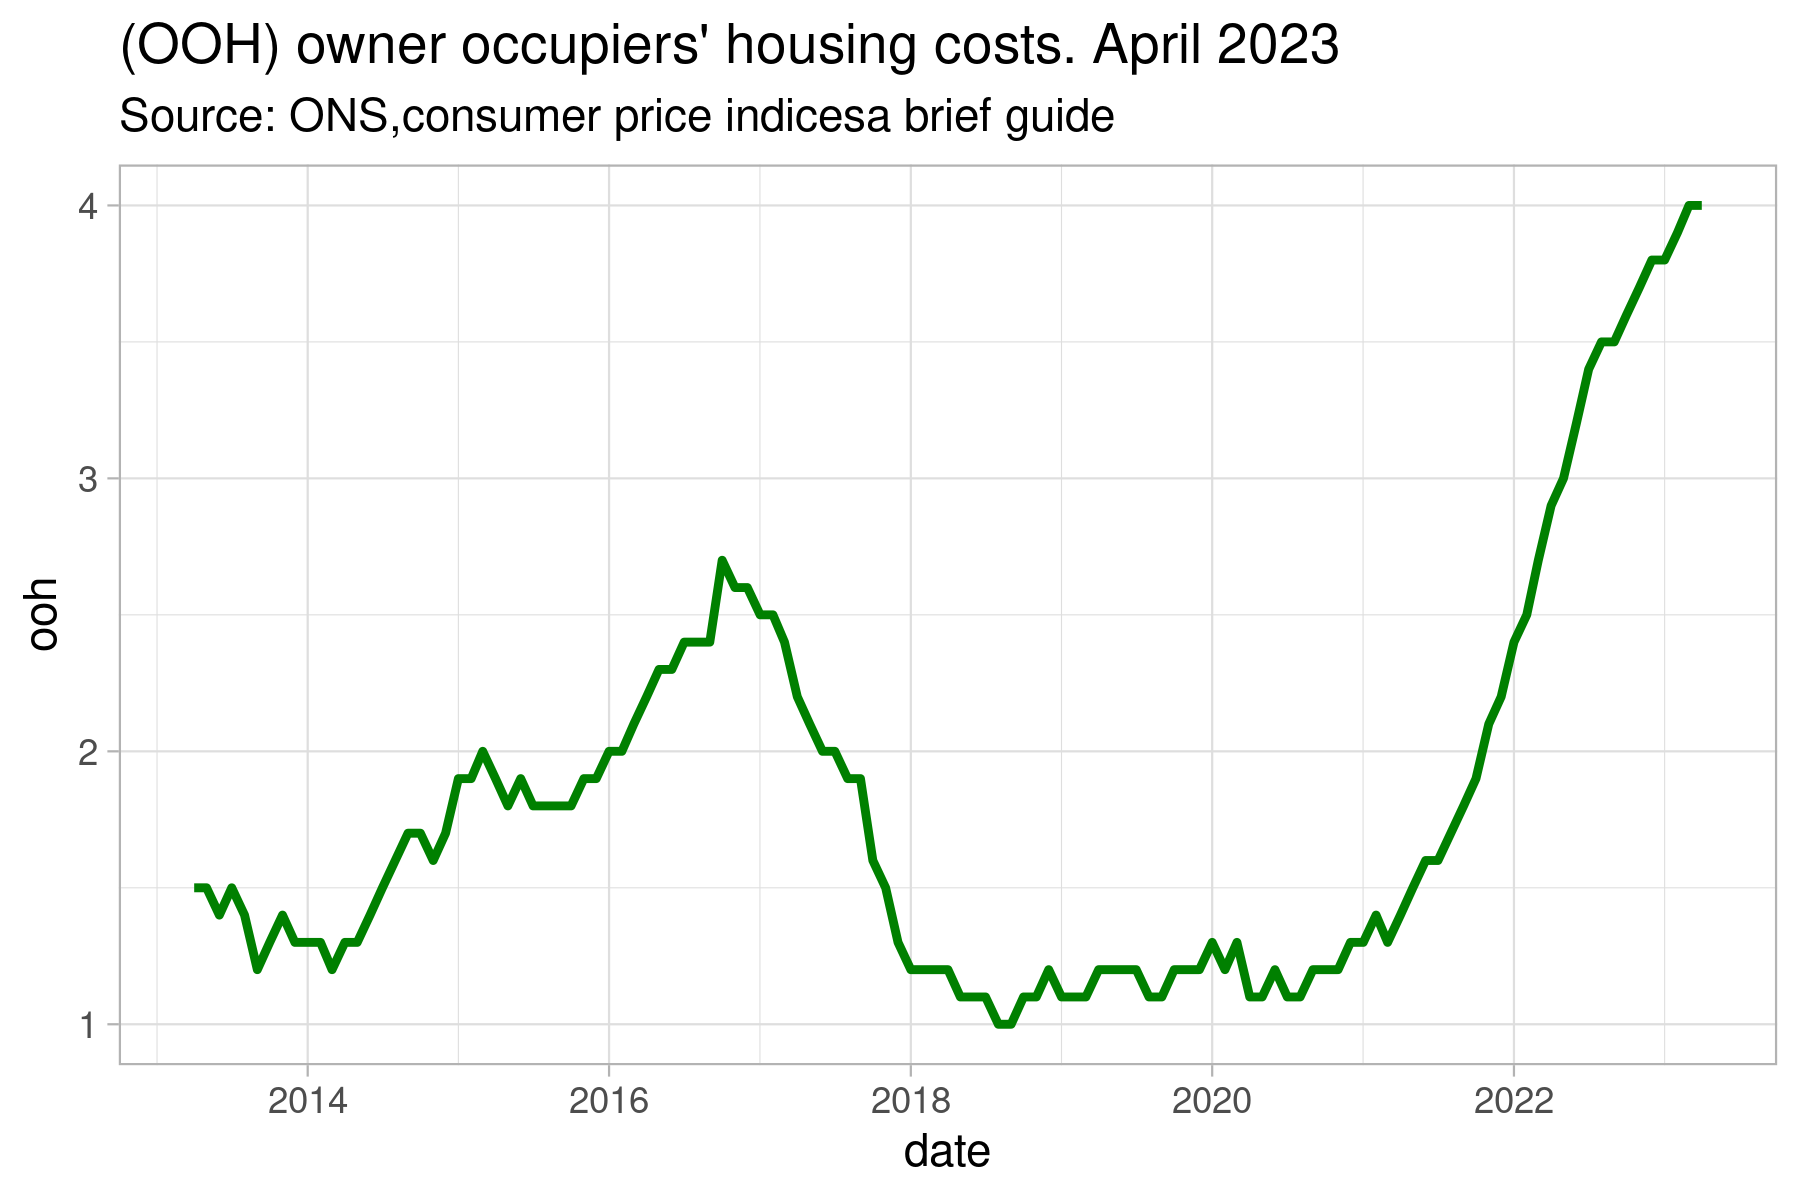 (OOH) owner occupiers' housing costs. April 2023
Source: ONS,consumer price indicesa brief guide
4
3
2
1
ooh
2014 2016 2018 2020 2022
date